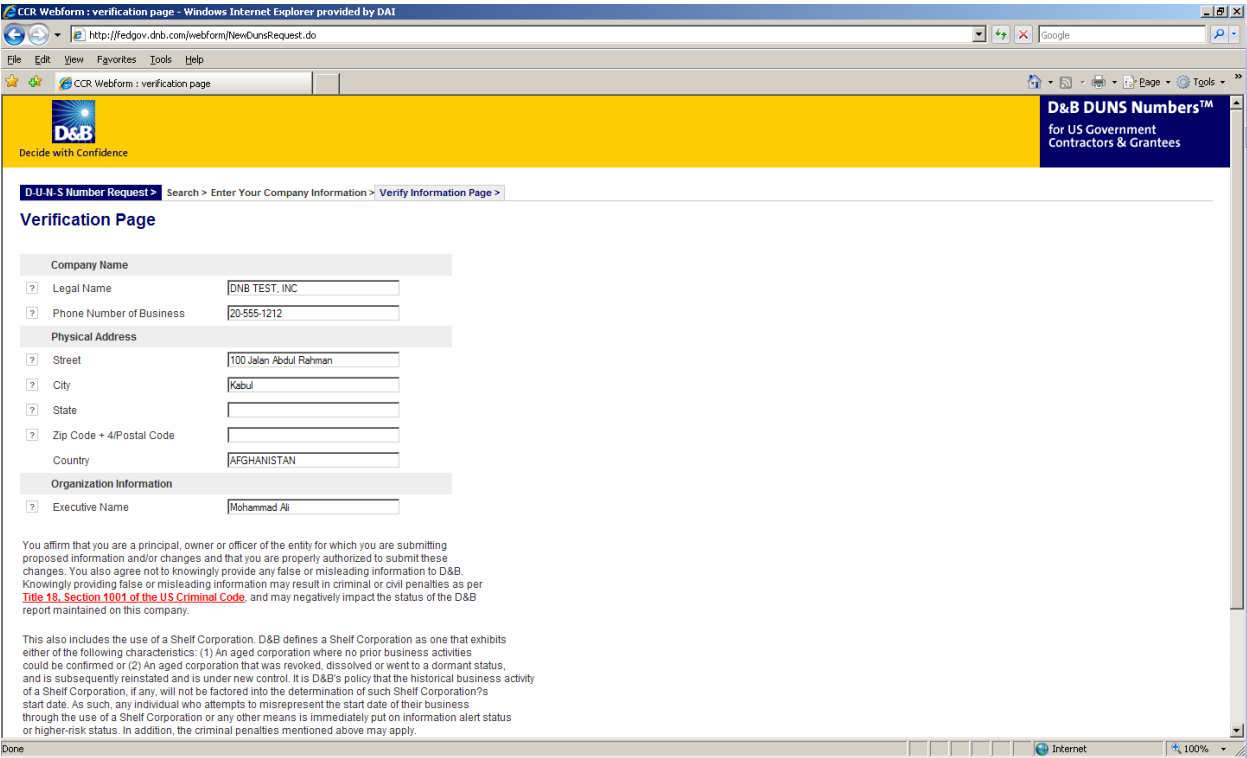 CCR Webform : verification page - Windows Internet Explorer provided by DAI
http://fedgov.dnb.com/webform/NewDunsRequest.do
Google
File Edit View Favorites Tools Help
CCR Webform : verification page
Page Tools
D&B
Decide with Confidence
D&B DUNS Numbers™
for US Government
Contractors & Grantees
D-U-N-S Number Request > Search > Enter Your Company Information > Verify Information Page >
Verification Page
Company Name
? Legal Name DNB TEST, INC
? Phone Number of Business 20-555-1212
Physical Address
? Street 100 Jalan Abdul Rahman
? City Kabul
? State
? Zip Code + 4/Postal Code
Country AFGHANISTAN
Organization Information
? Executive Name Mohammad Ali
You affirm that you are a principal, owner or officer of the entity for which you are submitting
proposed information and/or changes and that you are properly authorized to submit these
changes. You also agree not to knowingly provide any false or misleading information to D&B.
Knowingly providing false or misleading information may result in criminal or civil penalties as per
Title 18, Section 1001 of the US Criminal Code, and may negatively impact the status of the D&B
report maintained on this company.
This also includes the use of a Shelf Corporation. D&B defines a Shelf Corporation as one that exhibits
either of the following characteristics: (1) An aged corporation where no prior business activities
could be confirmed or (2) An aged corporation that was revoked, dissolved or went to a dormant status,
and is subsequently reinstated and is under new control. It is D&B's policy that the historical business activity
of a Shelf Corporation, if any, will not be factored into the determination of such Shelf Corporation?s
start date. As such, any individual who attempts to misrepresent the start date of their business
through the use of a Shelf Corporation or any other means is immediately put on information alert status
or higher-risk status. In addition, the criminal penalties mentioned above may apply.
Done
Internet
100%